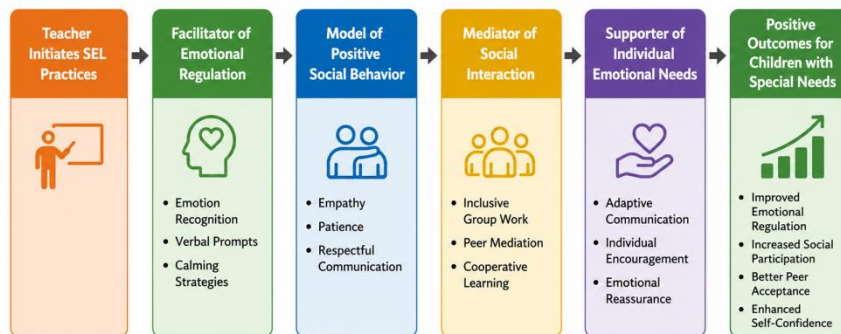 Teacher
Initiates SEL
Practices
Facilitator of
Emotional
Regulation
• Emotion
Recognition
• Verbal Prompts
• Calming
Strategies
Model of
Positive
Social Behavior
• Empathy
• Patience
• Respectful
Communication
Mediator of
Social
Interaction
• Inclusive
Group Work
• Peer Mediation
• Cooperative
Learning
Supporter of
Individual
Emotional Needs
• Adaptive
Communication
• Individual
Encouragement
• Emotional
Reassurance
Positive
Outcomes for
Children with
Special Needs
• Improved
Emotional
Regulation
• Increased Social
Participation
• Better Peer
Acceptance
• Enhanced
Self-Confidence